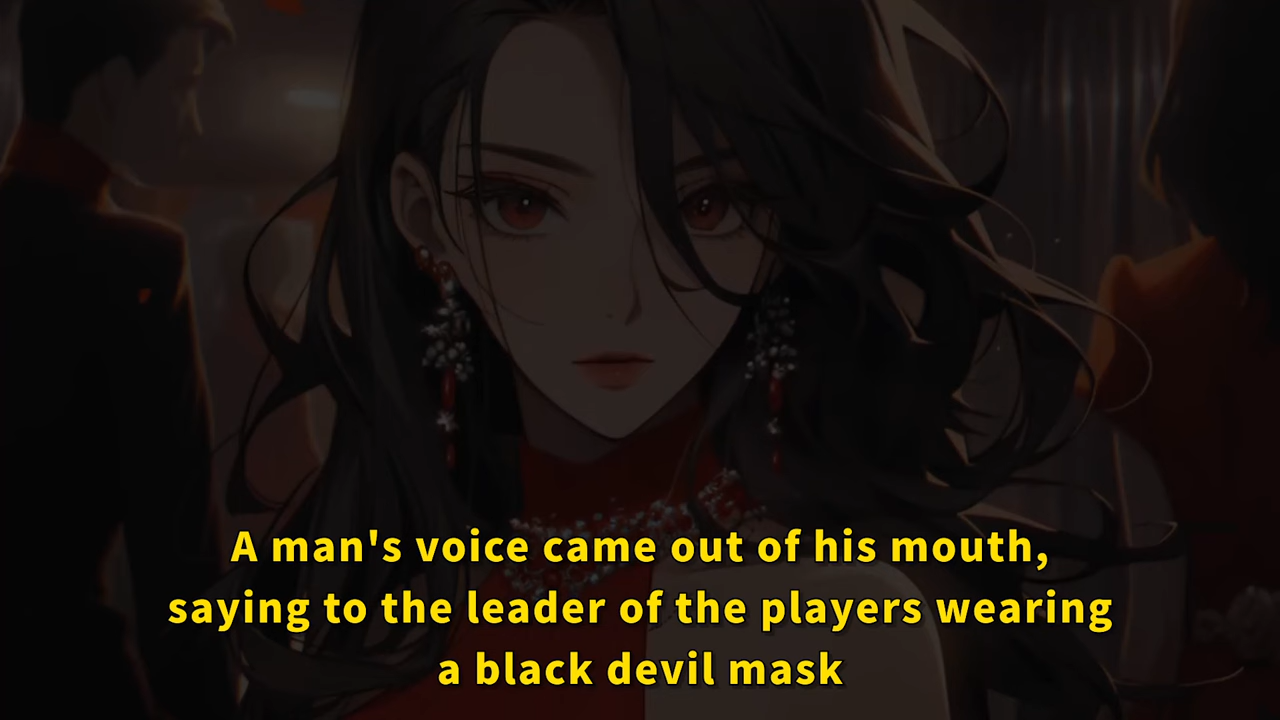 A man's voice came out of his mouth,
saying to the leader of the players wearing
a black devil mask